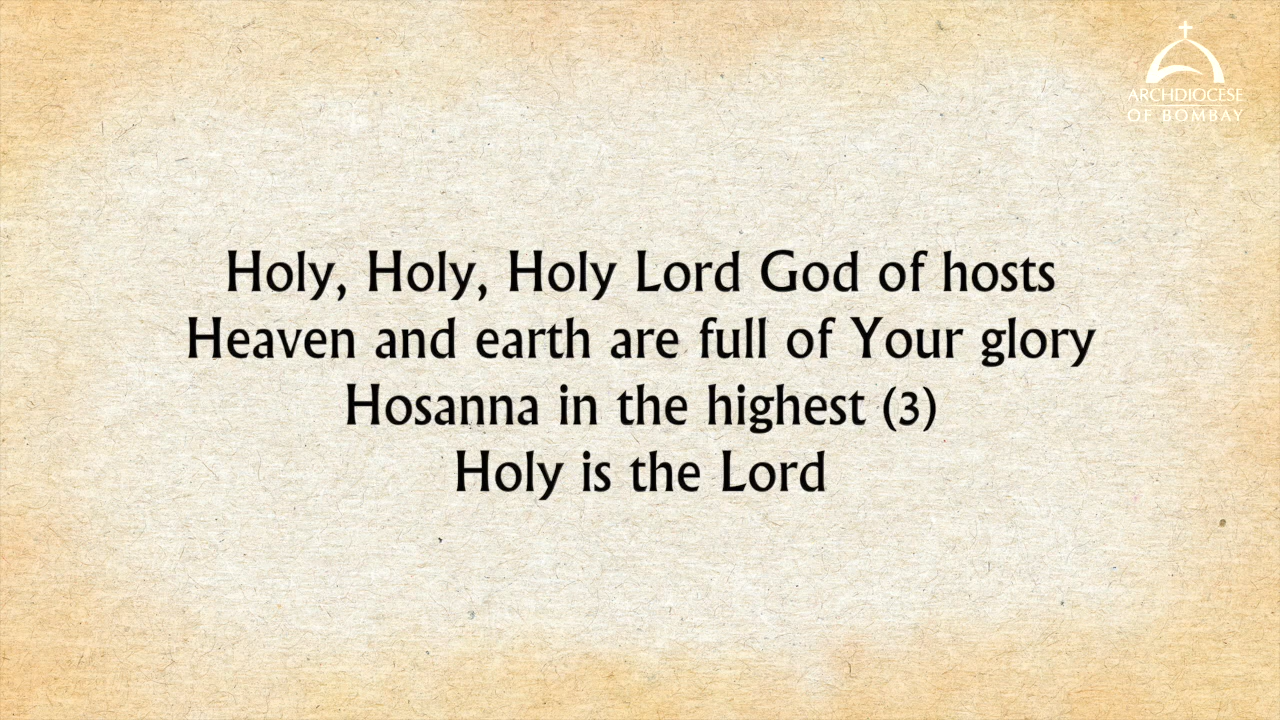 ARCHDIOCESE
OF BOMBAY
Holy, Holy, Holy Lord God of hosts
Heaven and earth are full of Your glory
Hosanna in the highest (3)
Holy is the Lord